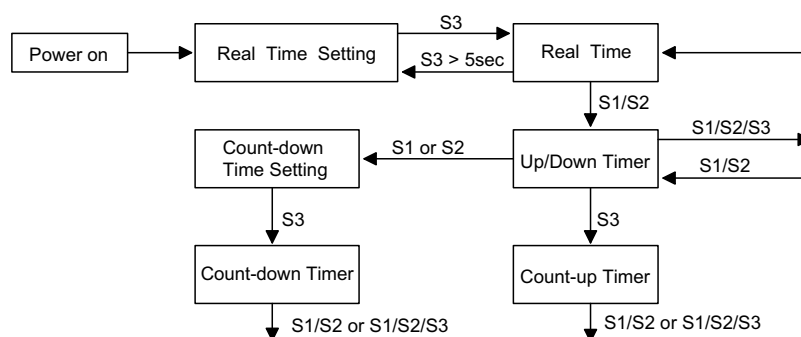 S3
Power on
Real Time Setting
Real Time
S3 > 5sec
S1/S2
Count-down
Time Setting
S1 or S2
Up/Down Timer
S1/S2/S3
S1/S2
S3
S3
Count-down Timer
Count-up Timer
S1/S2 or S1/S2/S3
S1/S2 or S1/S2/S3